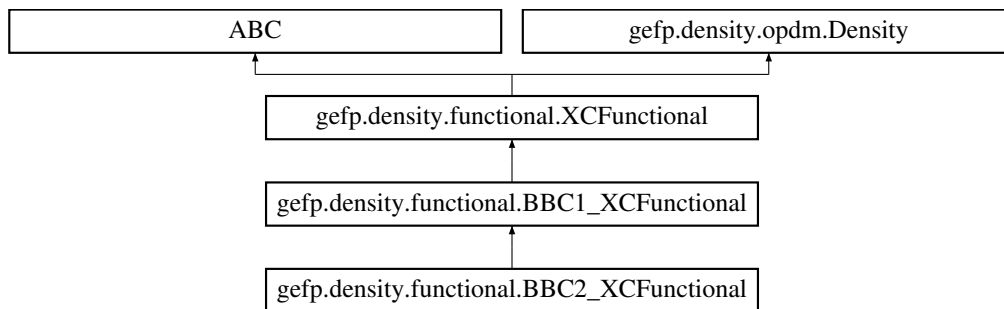 ABC
gefp.density.opdm.Density
gefp.density.functional.XCFunctional
gefp.density.functional.BBC1_XCFunctional
gefp.density.functional.BBC2_XCFunctional